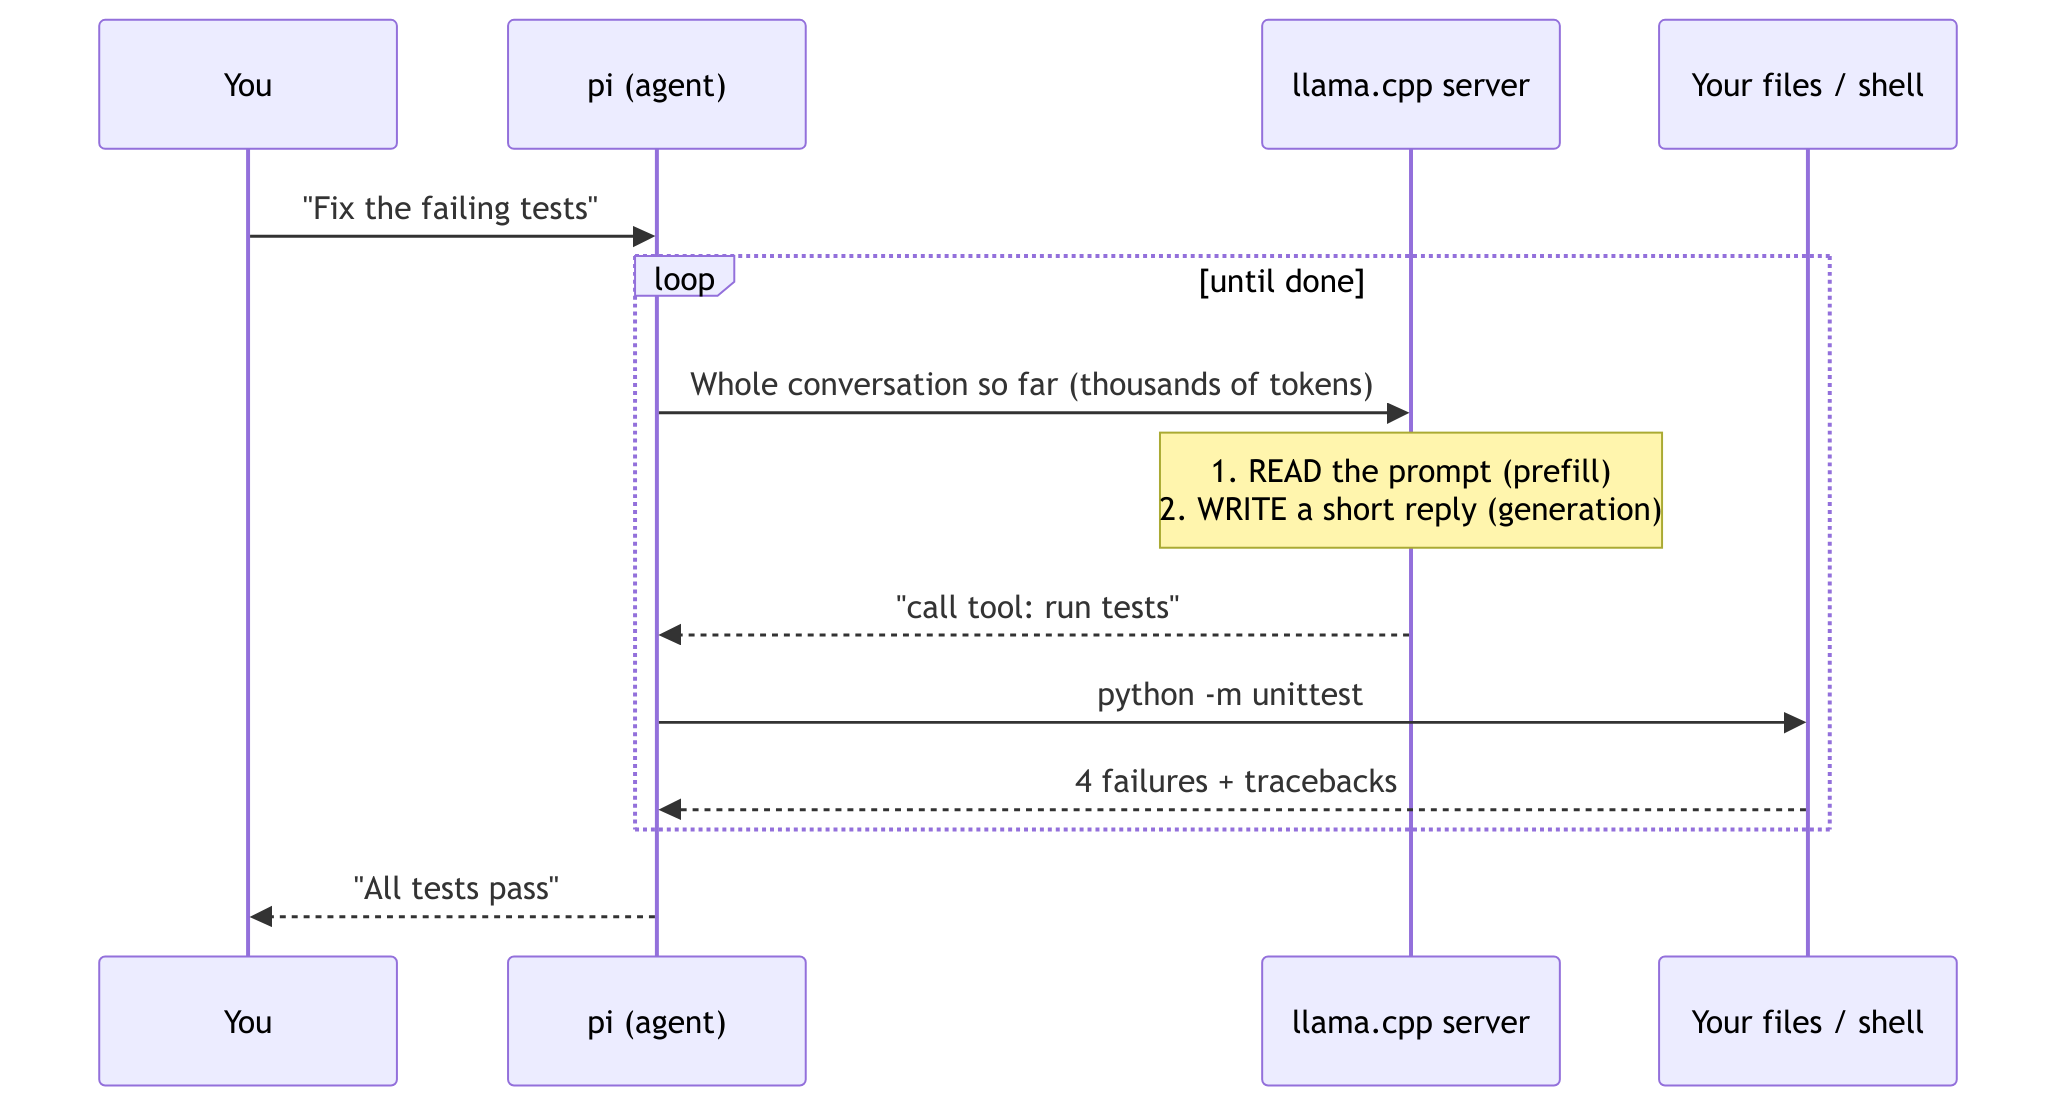 You
pi (agent)
llama.cpp server
Your files / shell
"Fix the failing tests"
loop
[until done]
Whole conversation so far (thousands of tokens)
1. READ the prompt (prefill)
2. WRITE a short reply (generation)
"call tool: run tests"
python -m unittest
4 failures + tracebacks
"All tests pass"
You
pi (agent)
llama.cpp server
Your files / shell